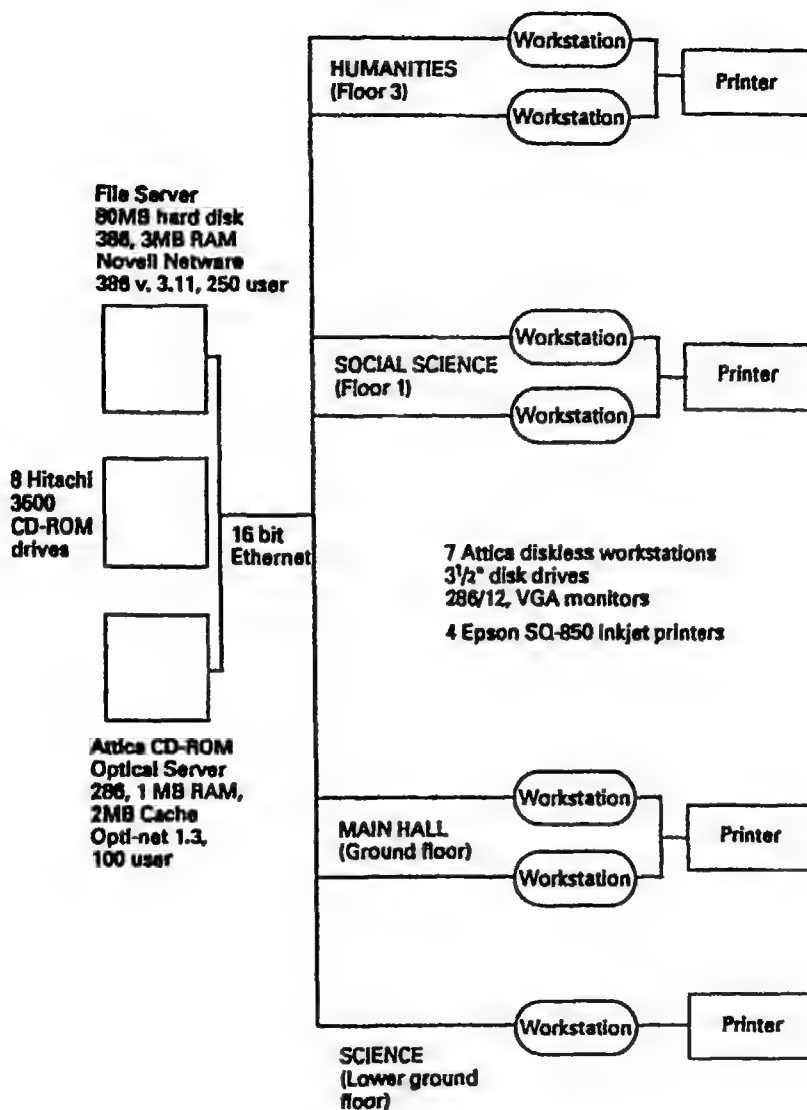 Workstation
HUMANITIES
(Floor 3)
Printer
Workstation
File Server
80MB hard disk
386, 3MB RAM
Novell Netware
386 v. 3.11, 250 user
Workstation
SOCIAL SCIENCE
(Floor 1)
Printer
Workstation
8 Hitachi
3600
CD-ROM
drives
16 bit
Ethernet
7 Attica diskless workstations
3½" disk drives
286/12, VGA monitors
4 Epson SQ-850 Inkjet printers
Attica CD-ROM
Optical Server
286, 1 MB RAM,
2MB Cache
Opti-net 1.3,
100 user
Workstation
MAIN HALL
(Ground floor)
Printer
Workstation
Workstation
Printer
SCIENCE
(Lower ground
floor)